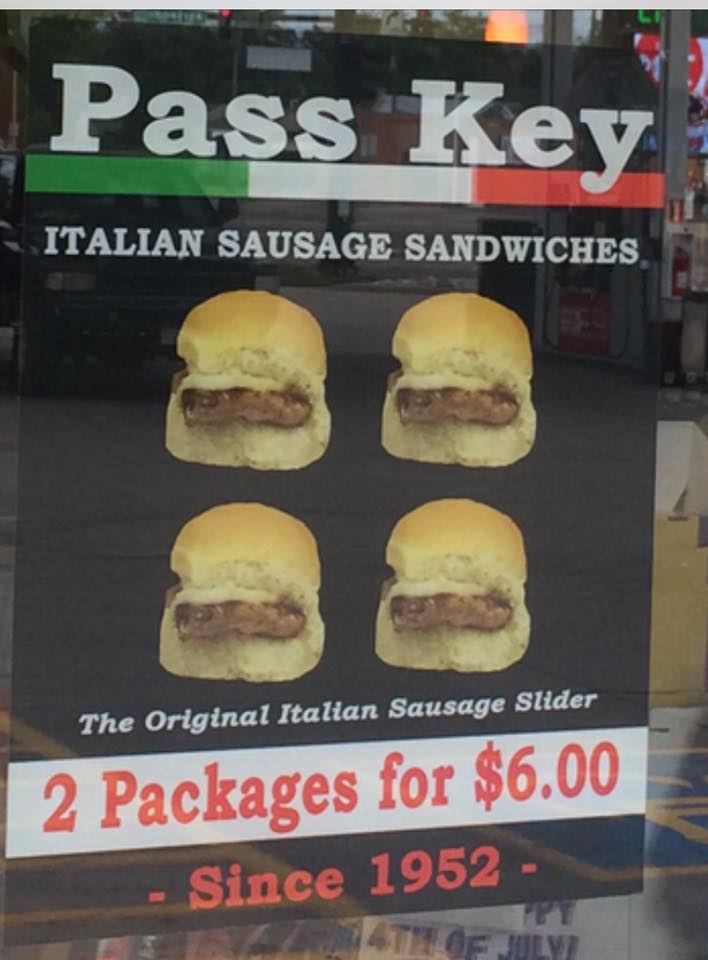 Pass Key
ITALIAN SAUSAGE SANDWICHES
The Original Italian Sausage Slider
2 Packages for $6.00
- Since 1952 -
PPY
4TH OF JULY!